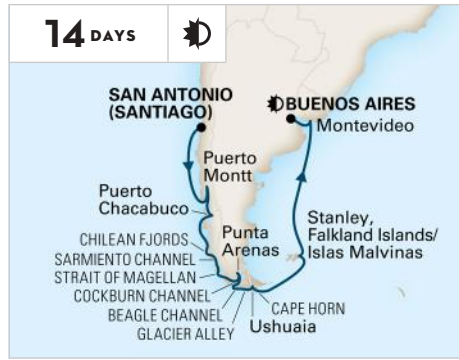 14 DAYS
SAN ANTONIO
(SANTIAGO)
BUENOS AIRES
Montevideo
Puerto
Montt
Puerto
Chacabuco
Stanley,
Falkland Islands/
Islas Malvinas
Punta
Arenas
CHILEAN FJORDS
SARMIENTO CHANNEL
STRAIT OF MAGELLAN
COCKBURN CHANNEL
BEAGLE CHANNEL
GLACIER ALLEY
CAPE HORN
Ushuaia